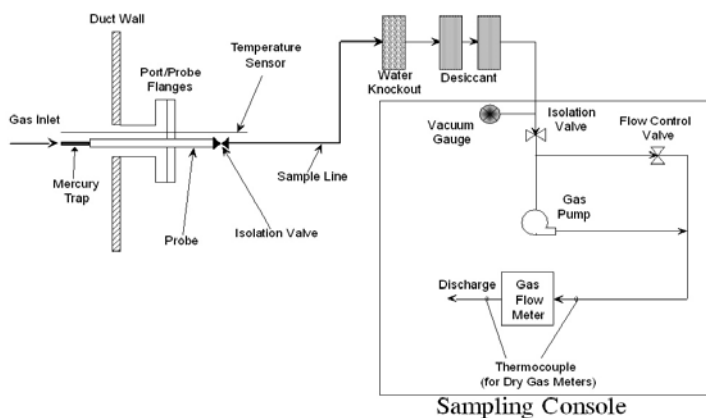 Duct Wall
Temperature
Sensor
Port/Probe
Flanges
Gas Inlet
Mercury
Trap
Probe
Isolation Valve
Sample Line
Water
Knockout
Desiccant
Vacuum
Gauge
Isolation
Valve
Flow Control
Valve
Gas
Pump
Discharge
Gas
Flow
Meter
Thermocouple
(for Dry Gas Meters)
Sampling Console